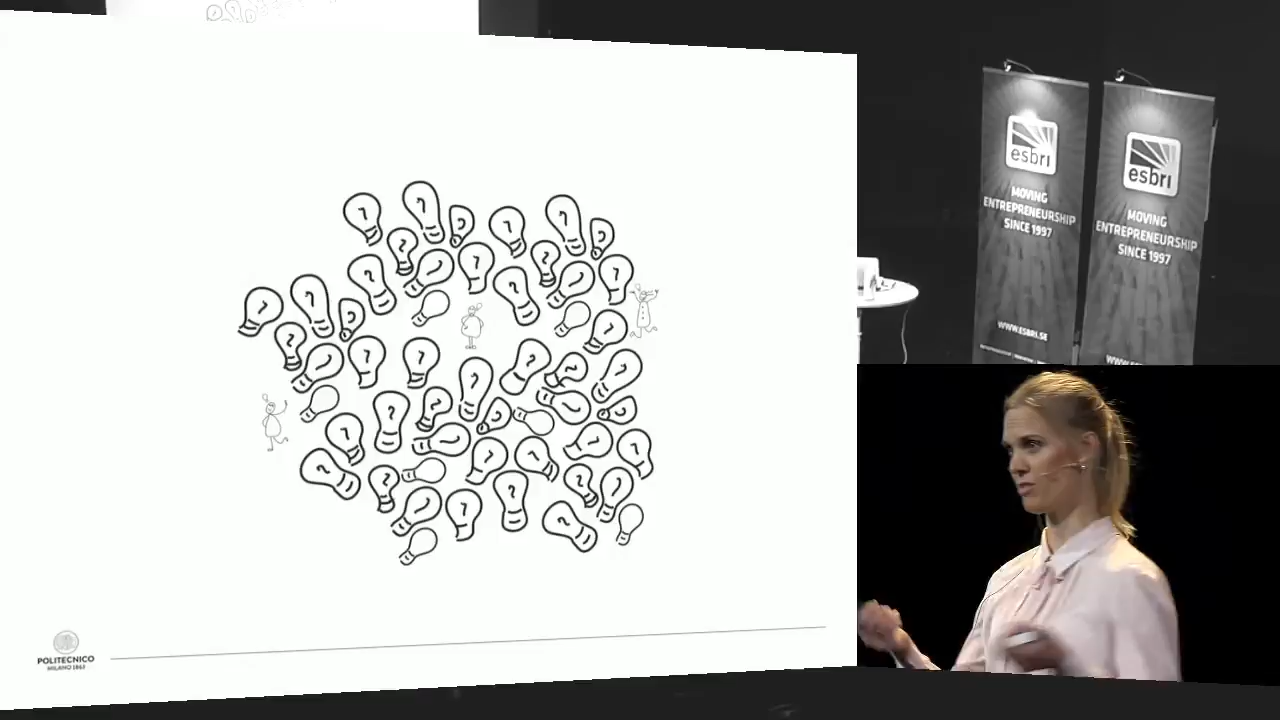 POLITECNICO
MILANO 1863
esbri
MOVING
ENTREPRENEURSHIP
SINCE 1997
WWW.ESBRI.SE
esbri
MOVING
ENTREPRENEURSHIP
SINCE 1997